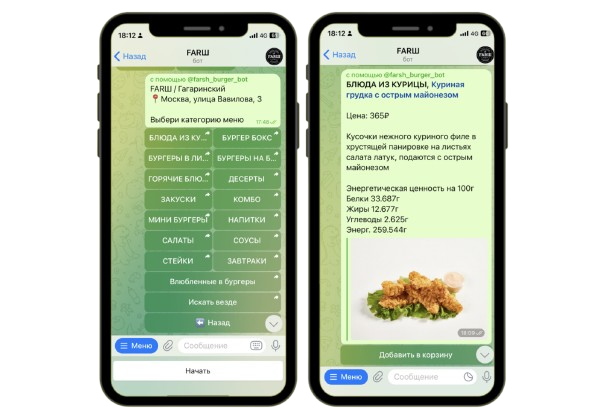 18:12
4G
Назад
FARШ
бот
с помощью @farsh_burger_bot
FARШ / Гагаринский
📍 Москва, улица Вавилова, 3
Выбери категорию меню
17:48
БЛЮДА ИЗ КУ...
БУРГЕР БОКС
БУРГЕРЫ В ЛИ...
БУРГЕРЫ НА Б...
ГОРЯЧИЕ БЛЮ...
ДЕСЕРТЫ
ЗАКУСКИ
КОМБО
МИНИ БУРГЕРЫ
НАПИТКИ
САЛАТЫ
СОУСЫ
СТЕЙКИ
ЗАВТРАКИ
Влюбленные в бургеры
Искать везде
Назад
Меню
Сообщение
Начать
18:12
4G
Назад
FARШ
бот
с помощью @farsh_burger_bot
БЛЮДА ИЗ КУРИЦЫ, Куриная
грудка с острым майонезом
Цена: 365₽
Кусочки нежного куриного филе в
хрустящей панировке на листьях
салата латук, подаются с острым
майонезом
Энергетическая ценность на 100г
Белки 33.687г
Жиры 12.677г
Углеводы 2.625г
Энерг. 259.544г
Добавить в корзину
Меню
Сообщение